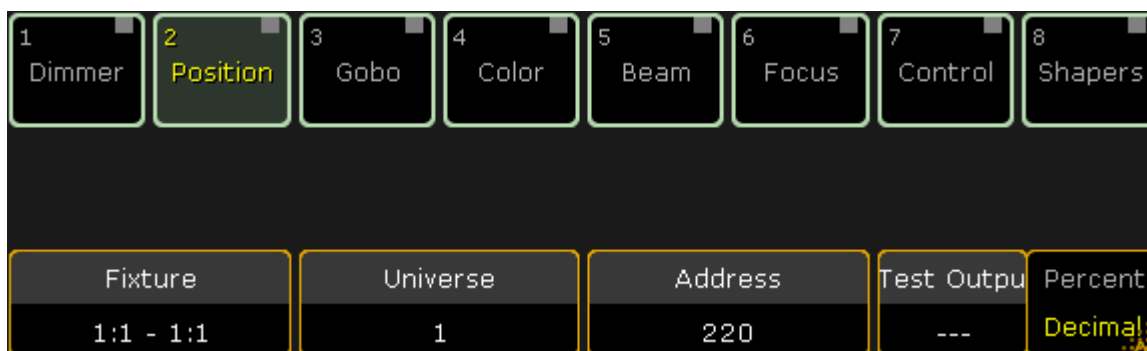 1 2 3 4 5 6 7 8
Dimmer Position Gobo Color Beam Focus Control Shapers
Fixture Universe Address Test Outpu Percent
1:1 - 1:1 1 220 --- Decimal